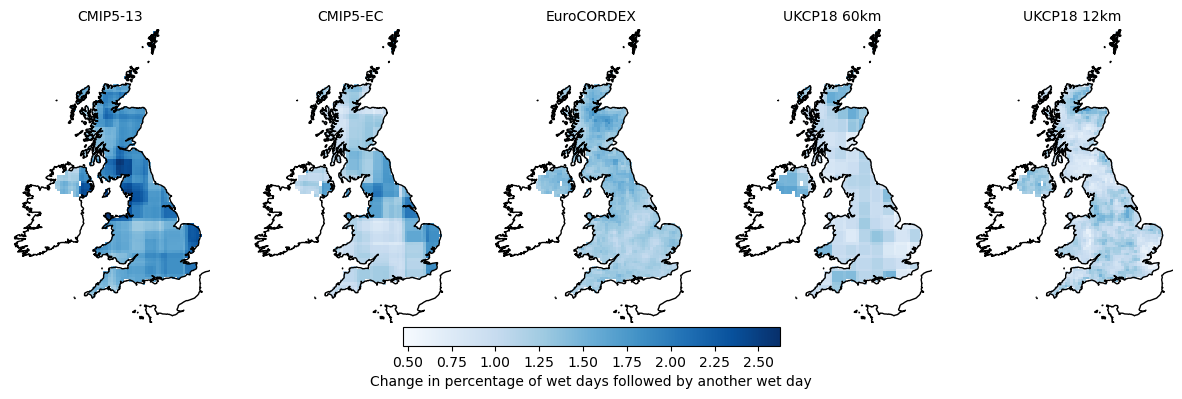 CMIP5-13 CMIP5-EC EuroCORDEX UKCP18 60km UKCP18 12km
0.50 0.75 1.00 1.25 1.50 1.75 2.00 2.25 2.50
Change in percentage of wet days followed by another wet day